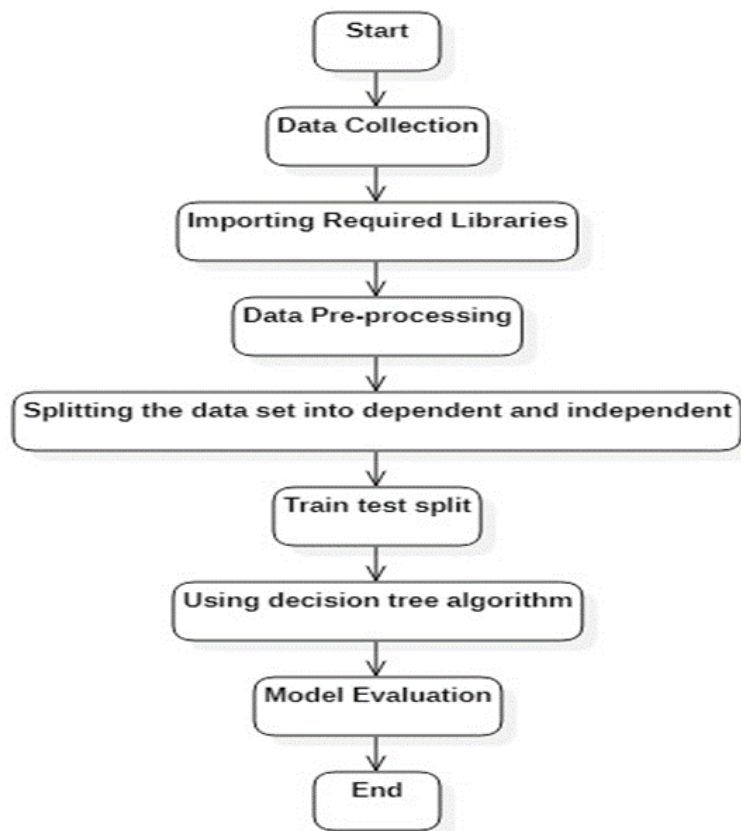 Start
Data Collection
Importing Required Libraries
Data Pre-processing
Splitting the data set into dependent and independent
Train test split
Using decision tree algorithm
Model Evaluation
End